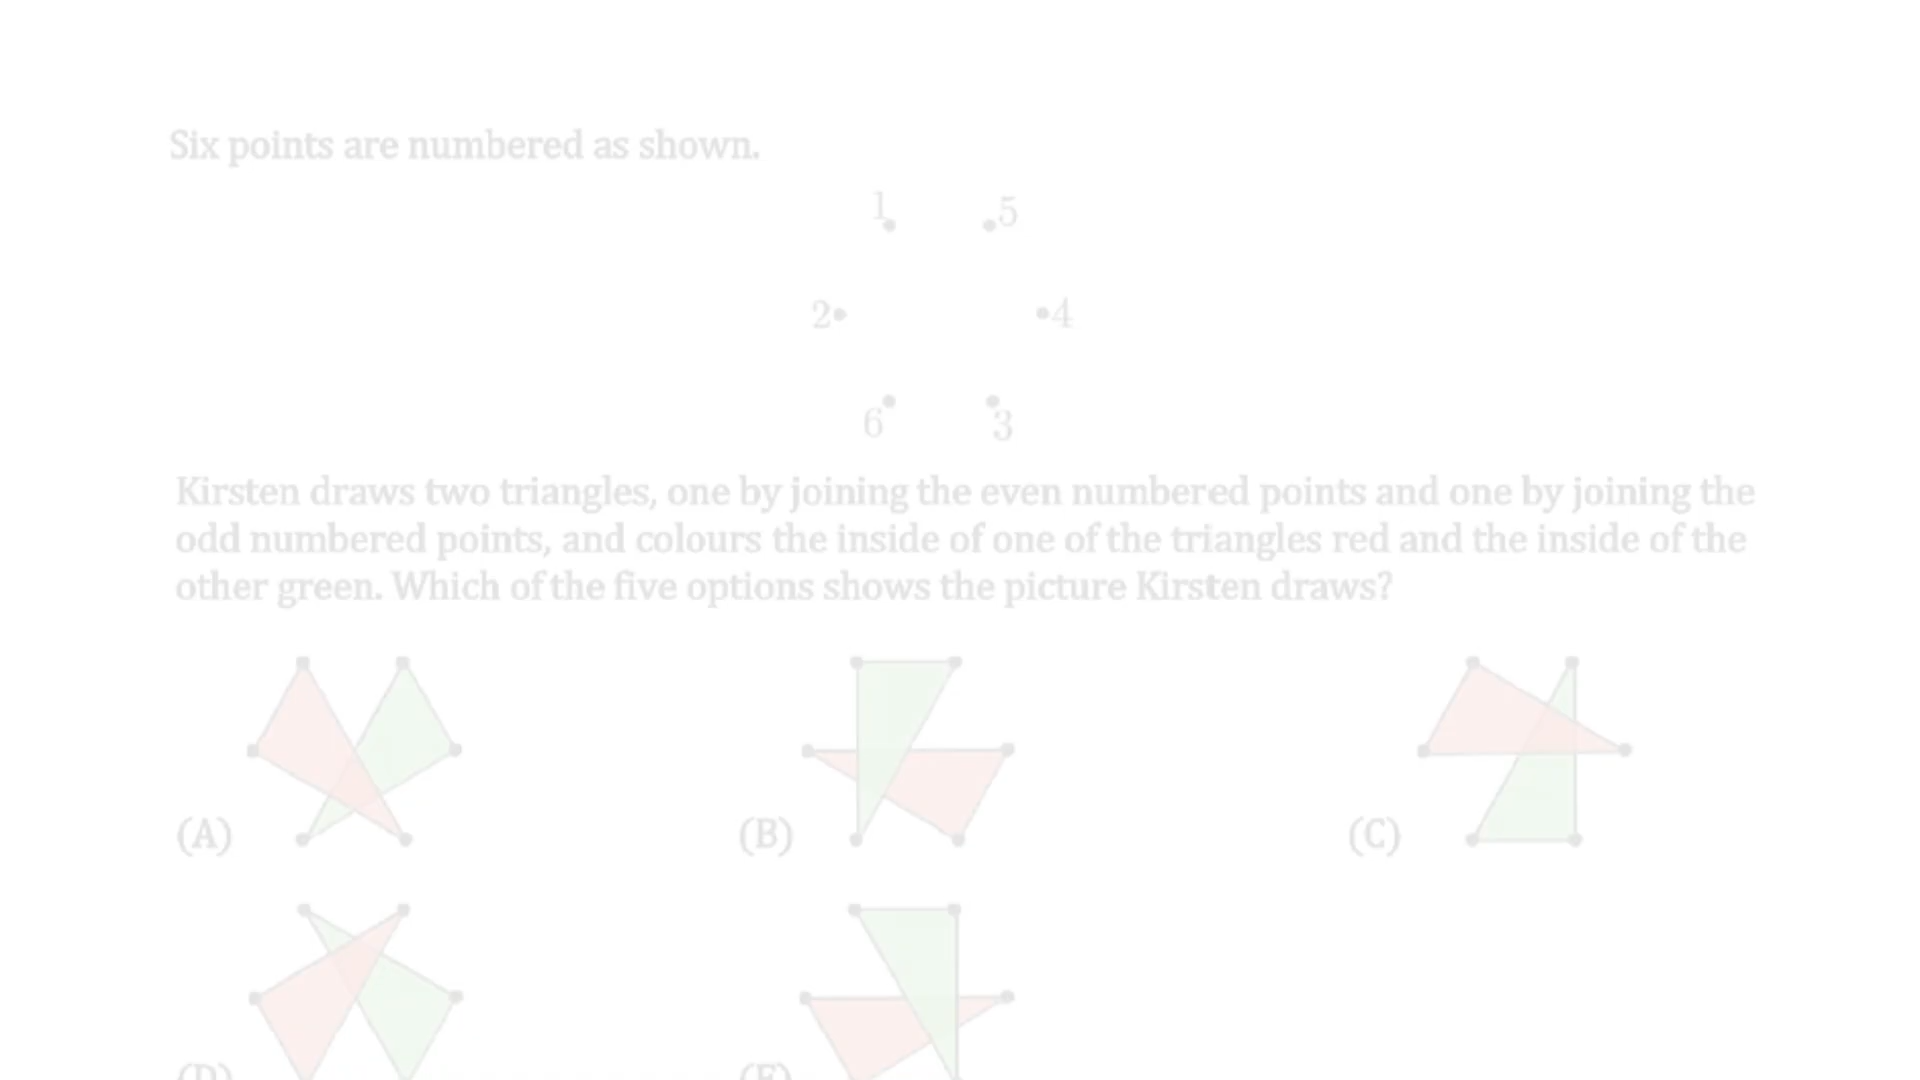 Six points are numbered as shown.
1 5
2 4
6 3
Kirsten draws two triangles, one by joining the even numbered points and one by joining the
odd numbered points, and colours the inside of one of the triangles red and the inside of the
other green. Which of the five options shows the picture Kirsten draws?
(A) (B) (C)
(D) (E)